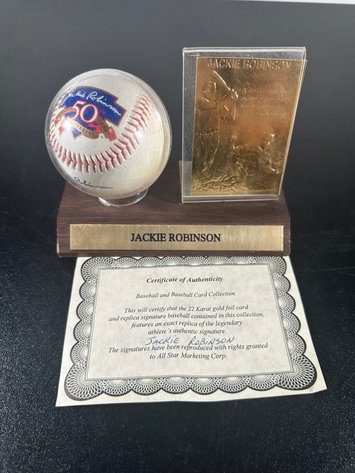 Jackie Robinson
50
JACKIE ROBINSON
JACKIE ROBINSON
Certificate of Authenticity
Baseball and Baseball Card Collection
This will certify that the 22 Karat gold foil card
and replica signature baseball contained in this collection,
features an exact replica of the legendary
athlete's authentic signature.
JACKIE ROBINSON
The signatures have been reproduced with rights granted
to All Star Marketing Corp.